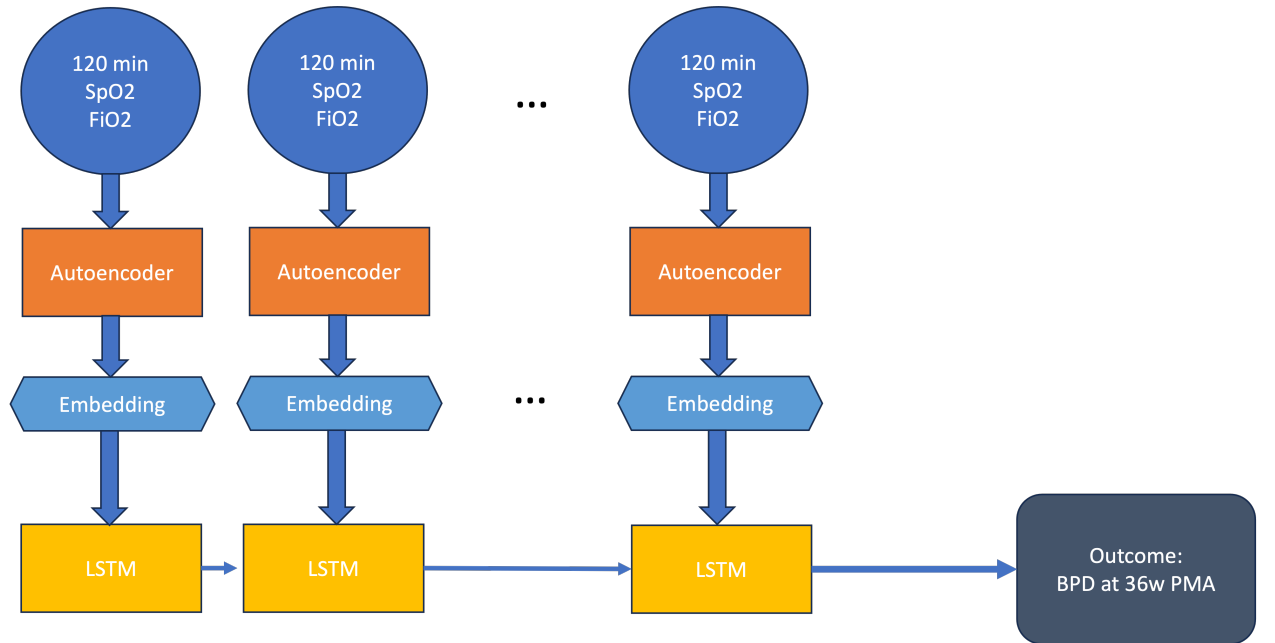 120 min
SpO2
FiO2
120 min
SpO2
FiO2
...
120 min
SpO2
FiO2
Autoencoder
Autoencoder
Autoencoder
Embedding
Embedding
...
Embedding
LSTM
LSTM
LSTM
Outcome:
BPD at 36w PMA